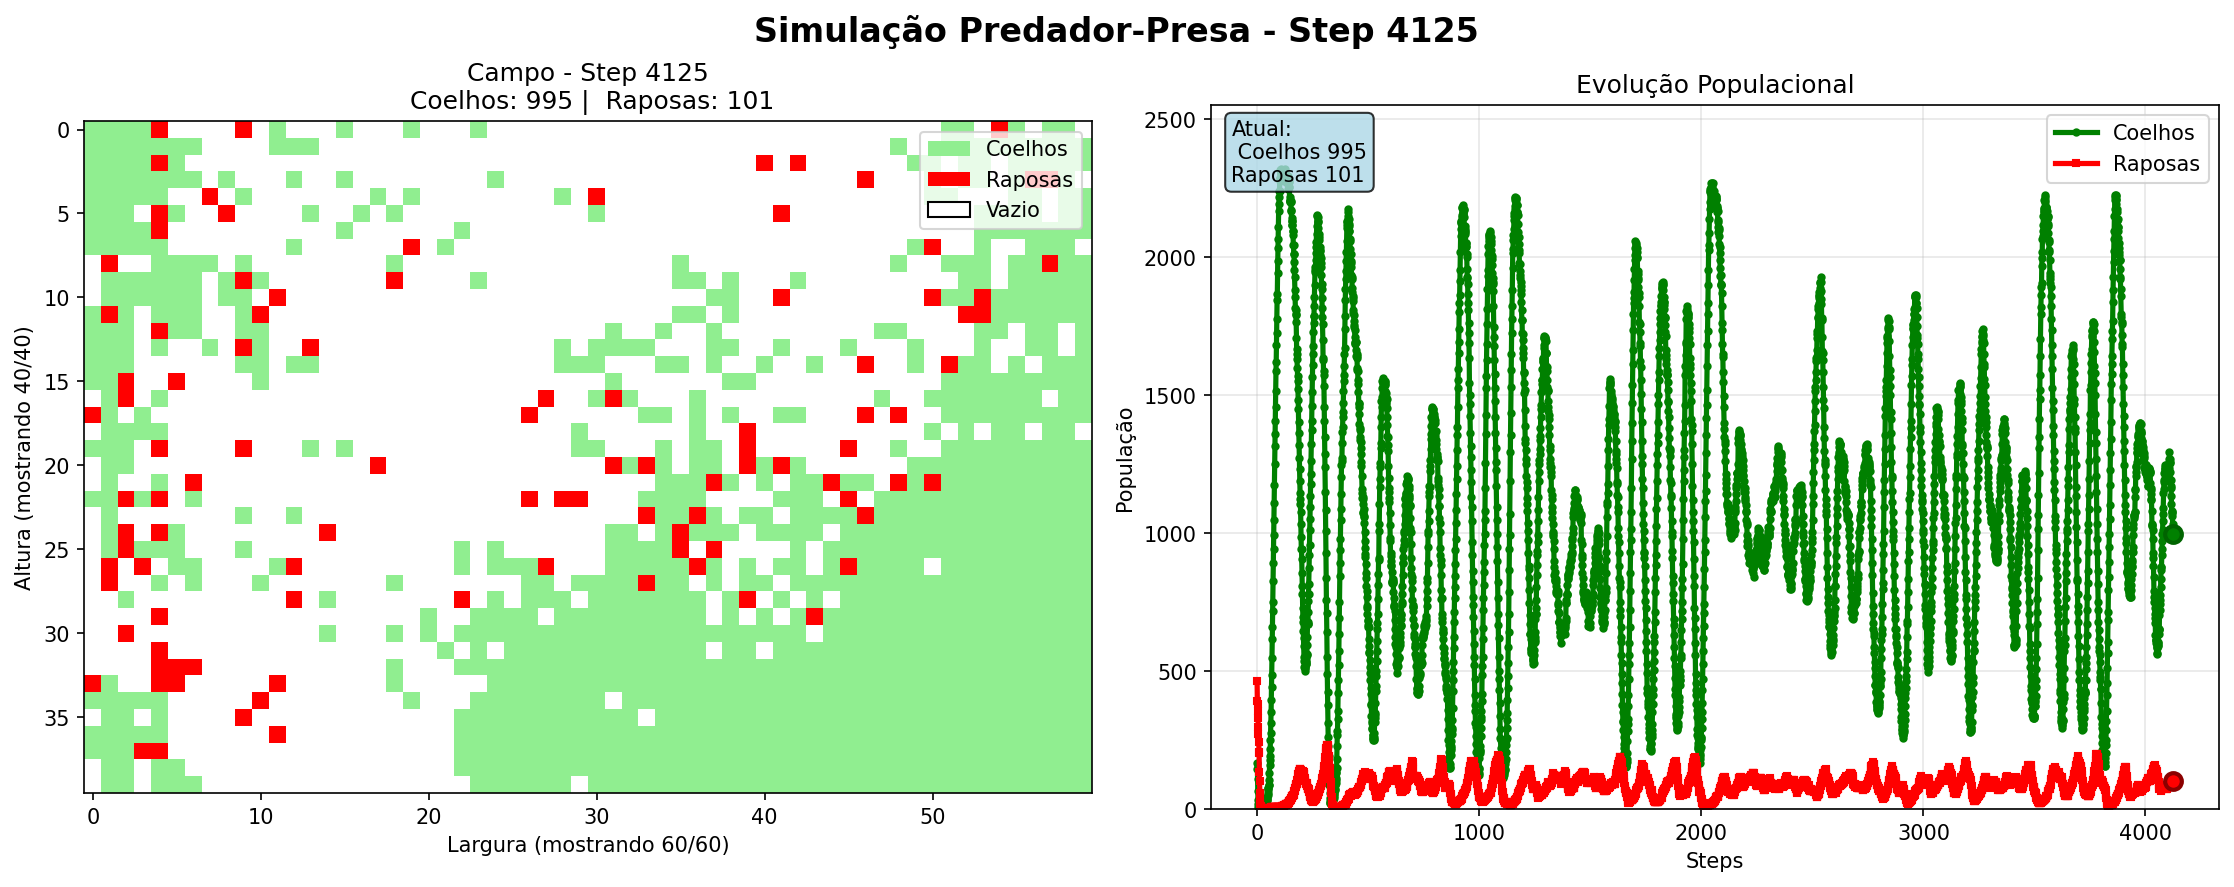 Simulação Predador-Presa - Step 4125
Campo - Step 4125
Coelhos: 995 |  Raposas: 101
Coelhos
Raposas
Vazio
0
5
10
15
20
25
30
35
Altura (mostrando 40/40)
0
10
20
30
40
50
Largura (mostrando 60/60)
Evolução Populacional
Atual:
Coelhos 995
Raposas 101
Coelhos
Raposas
2500
2000
1500
1000
500
0
População
0
1000
2000
3000
4000
Steps